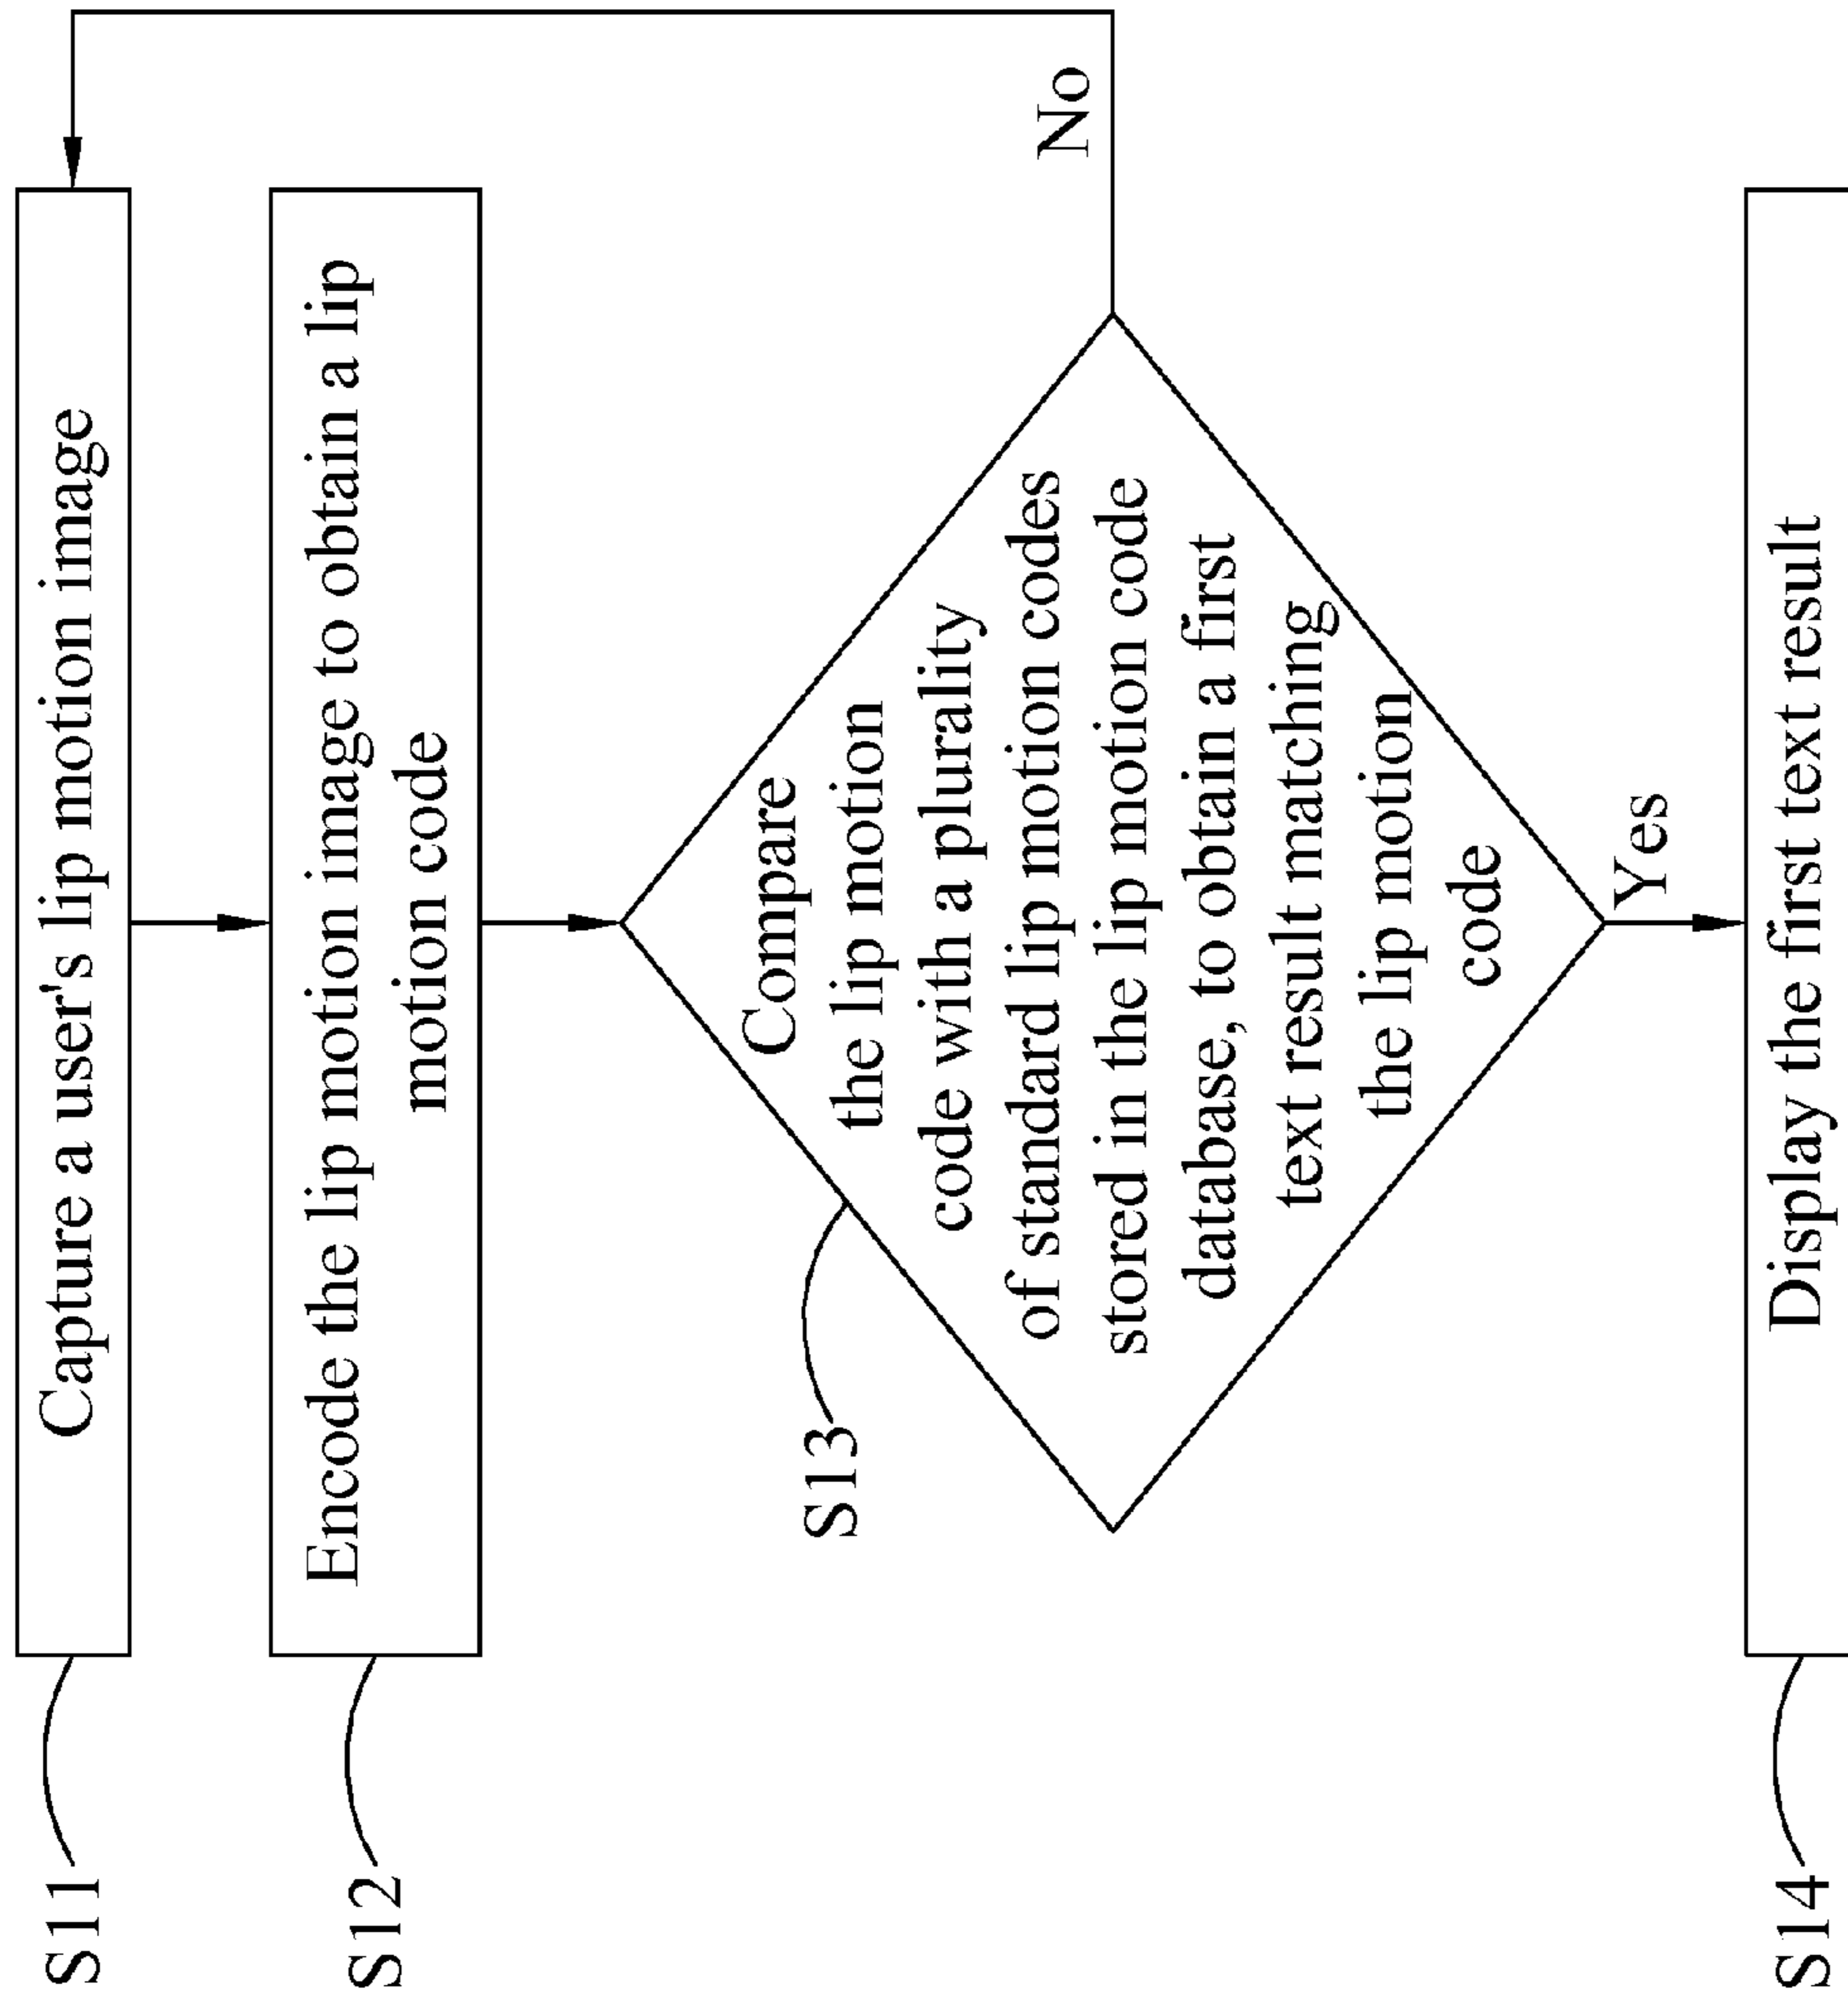 S11
Capture a user's lip motion image
S12
Encode the lip motion image to obtain a lip
motion code
S13
Compare
the lip motion
code with a plurality
of standard lip motion codes
stored in the lip motion code
database, to obtain a first
text result matching
the lip motion
code
No
Yes
S14
Display the first text result